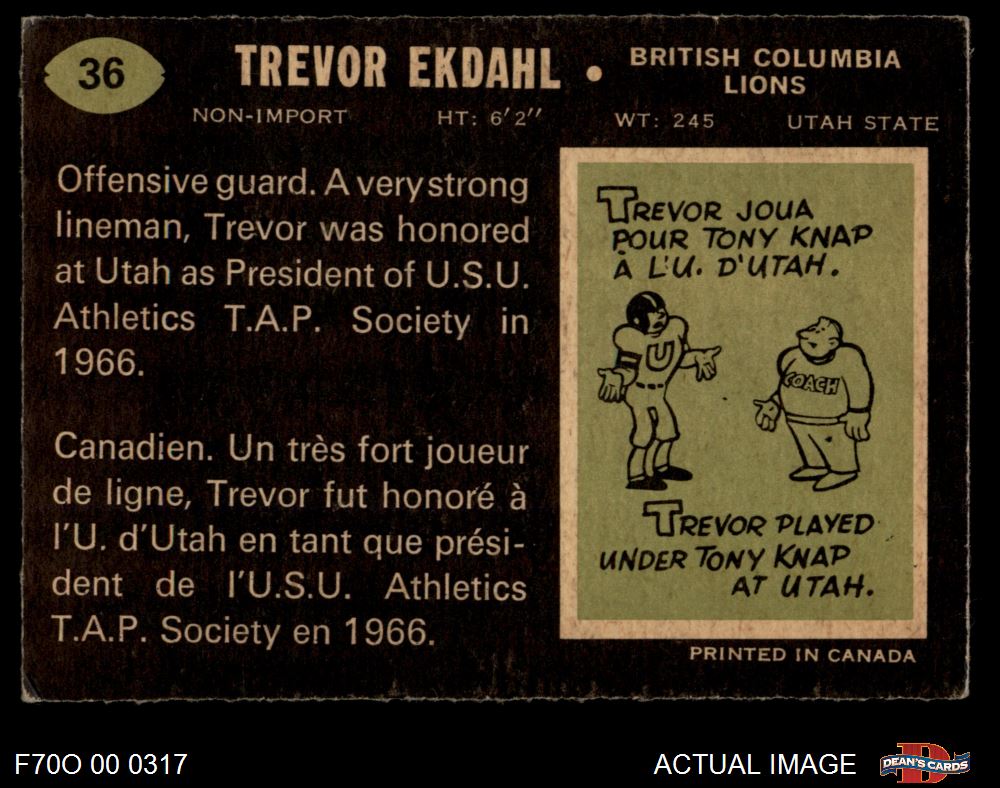 36
TREVOR EKDAHL • BRITISH COLUMBIA
LIONS
NON-IMPORT HT: 6'2" WT: 245 UTAH STATE
Offensive guard. A very strong
lineman, Trevor was honored
at Utah as President of U.S.U.
Athletics T.A.P. Society in
1966.
Canadien. Un très fort joueur
de ligne, Trevor fut honoré à
l'U. d'Utah en tant que prési-
dent de l'U.S.U. Athletics
T.A.P. Society en 1966.
TREVOR JOUA
POUR TONY KNAP
À L'U. D'UTAH.
U
COACH
TREVOR PLAYED
UNDER TONY KNAP
AT UTAH.
PRINTED IN CANADA
F70O 00 0317
ACTUAL IMAGE
D
DEAN'S CARDS